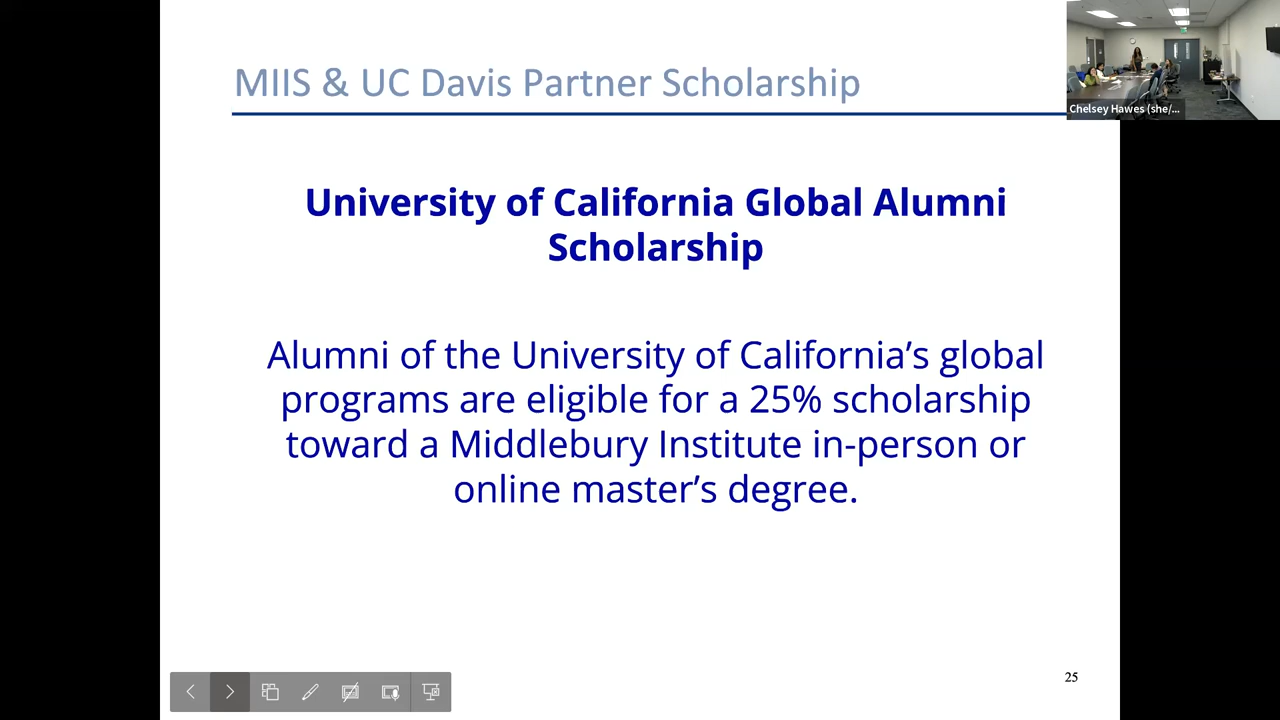 MIIS & UC Davis Partner Scholarship
Chelsey Hawes (she/...
University of California Global Alumni
Scholarship
Alumni of the University of California’s global
programs are eligible for a 25% scholarship
toward a Middlebury Institute in-person or
online master’s degree.
25